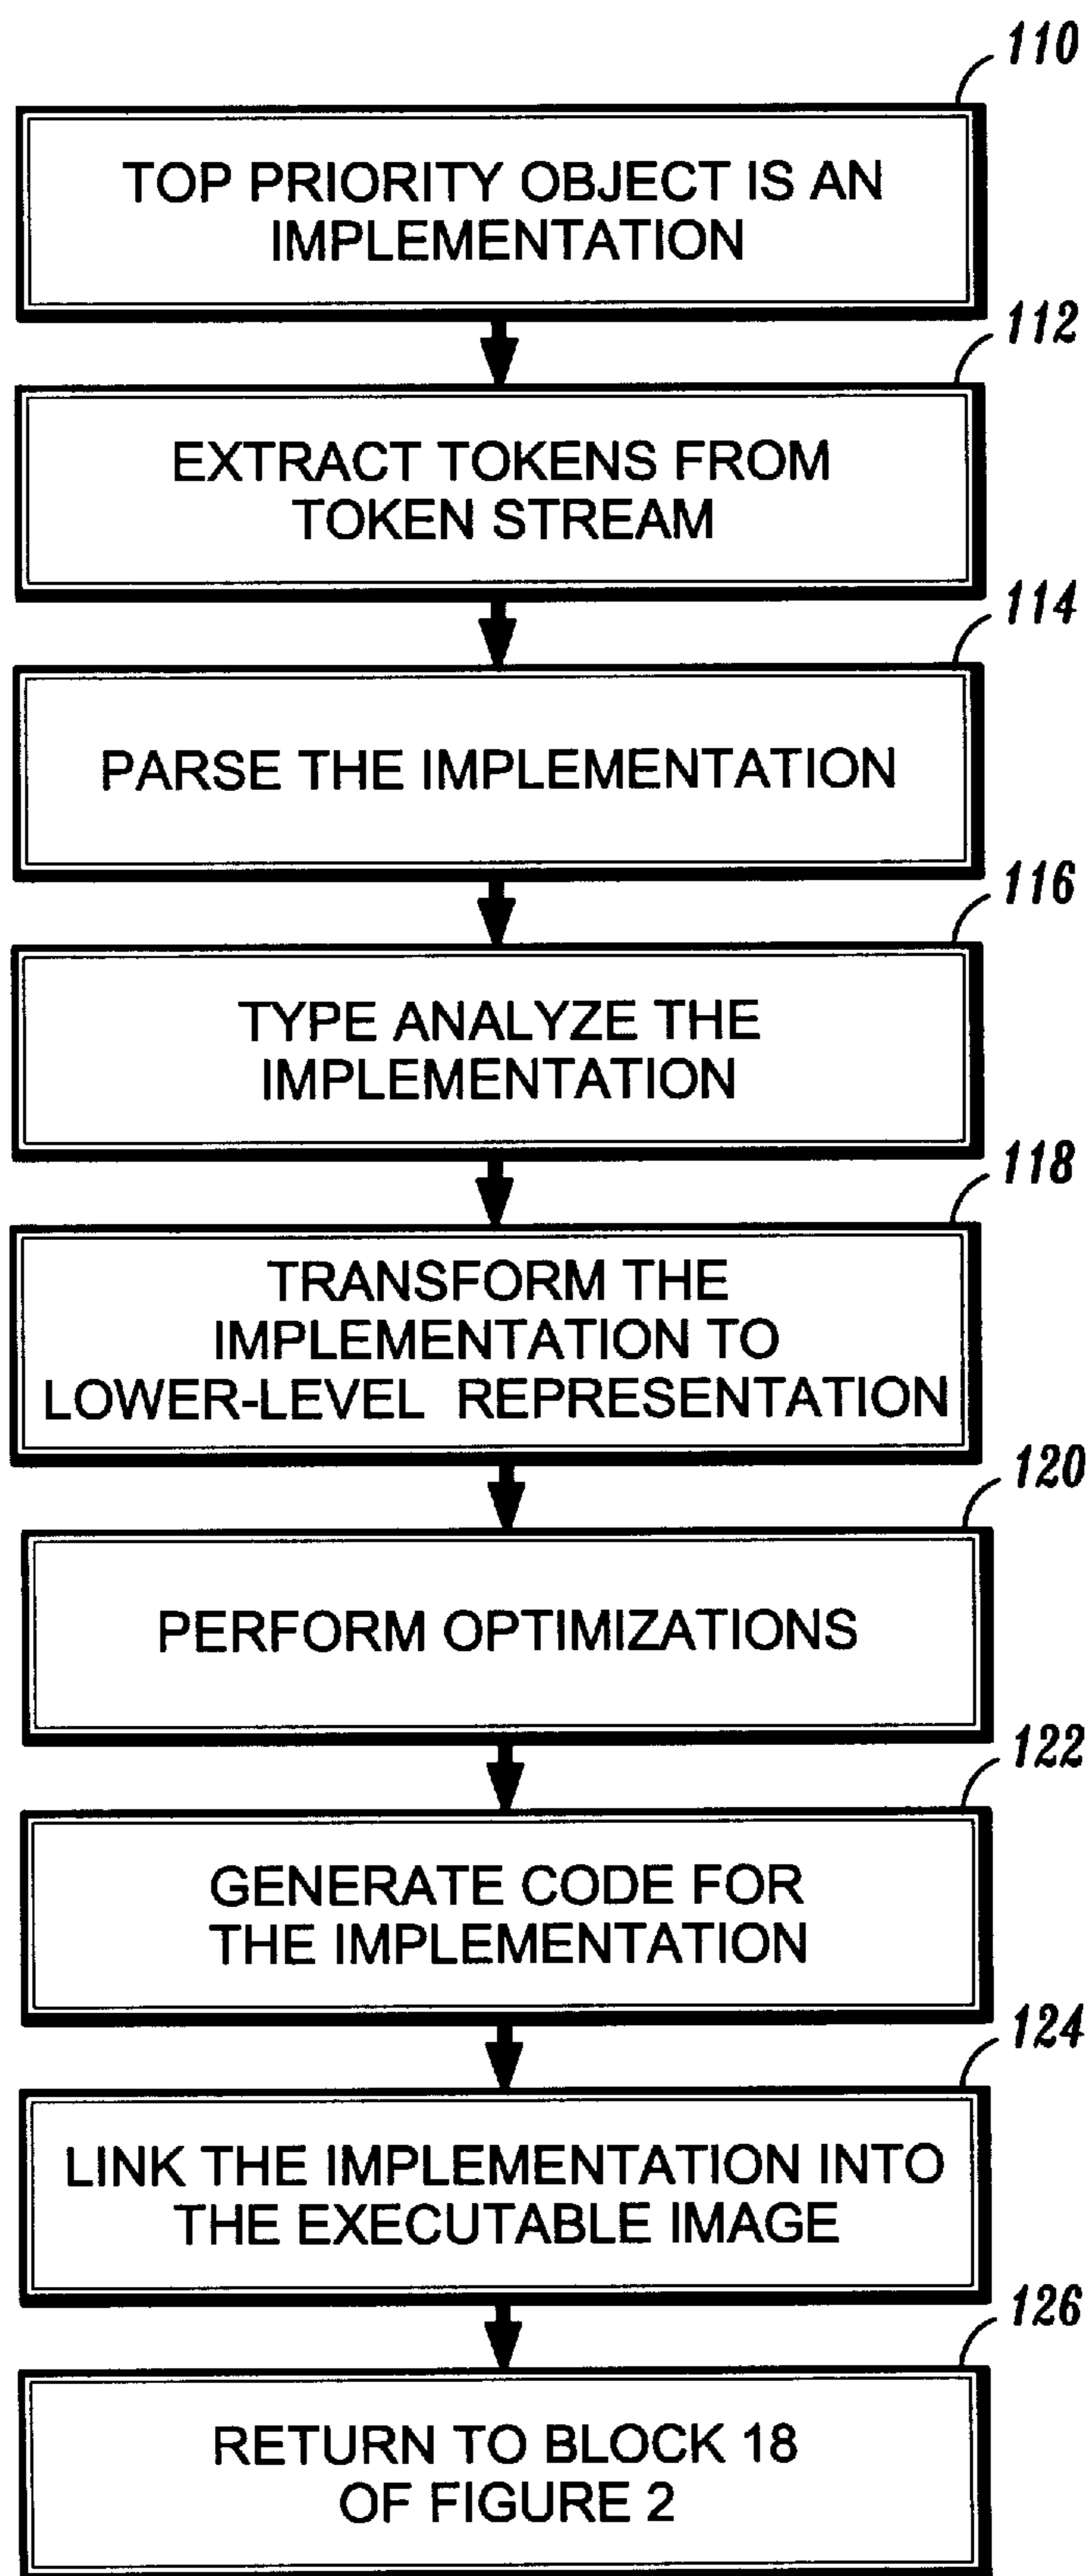 110
TOP PRIORITY OBJECT IS AN
IMPLEMENTATION
112
EXTRACT TOKENS FROM
TOKEN STREAM
114
PARSE THE IMPLEMENTATION
116
TYPE ANALYZE THE
IMPLEMENTATION
118
TRANSFORM THE
IMPLEMENTATION TO
LOWER-LEVEL REPRESENTATION
120
PERFORM OPTIMIZATIONS
122
GENERATE CODE FOR
THE IMPLEMENTATION
124
LINK THE IMPLEMENTATION INTO
THE EXECUTABLE IMAGE
126
RETURN TO BLOCK 18
OF FIGURE 2